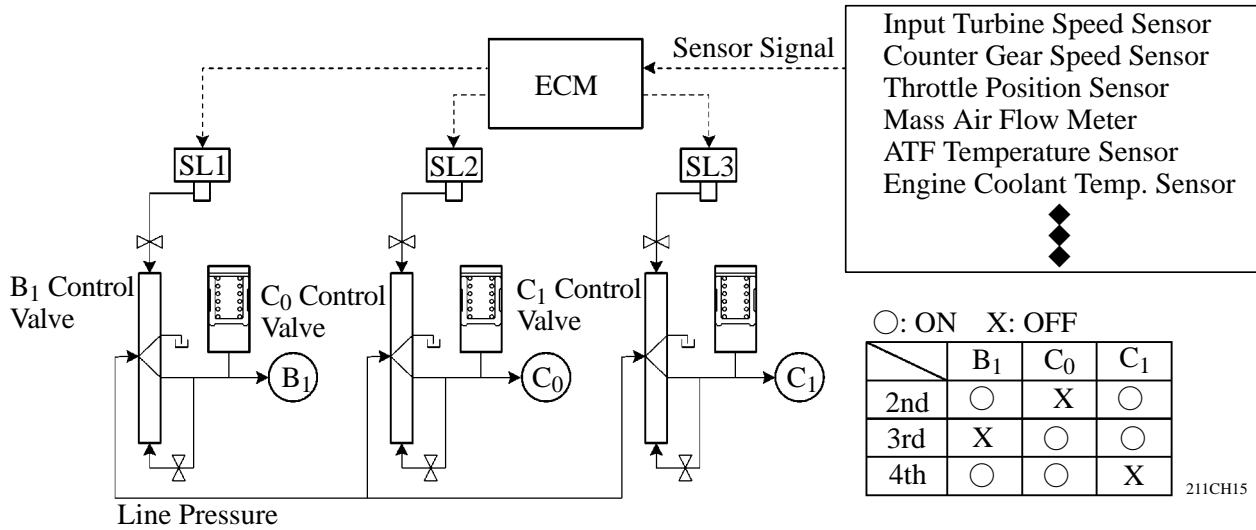 Sensor Signal
ECM
Input Turbine Speed Sensor
Counter Gear Speed Sensor
Throttle Position Sensor
Mass Air Flow Meter
ATF Temperature Sensor
Engine Coolant Temp. Sensor
SL1
SL2
SL3
B1 Control
Valve
C0 Control
Valve
C1 Control
Valve
B1
C0
C1
Line Pressure
○: ON X: OFF
B1 C0 C1
2nd ○ X ○
3rd X ○ ○
4th ○ ○ X
211CH15